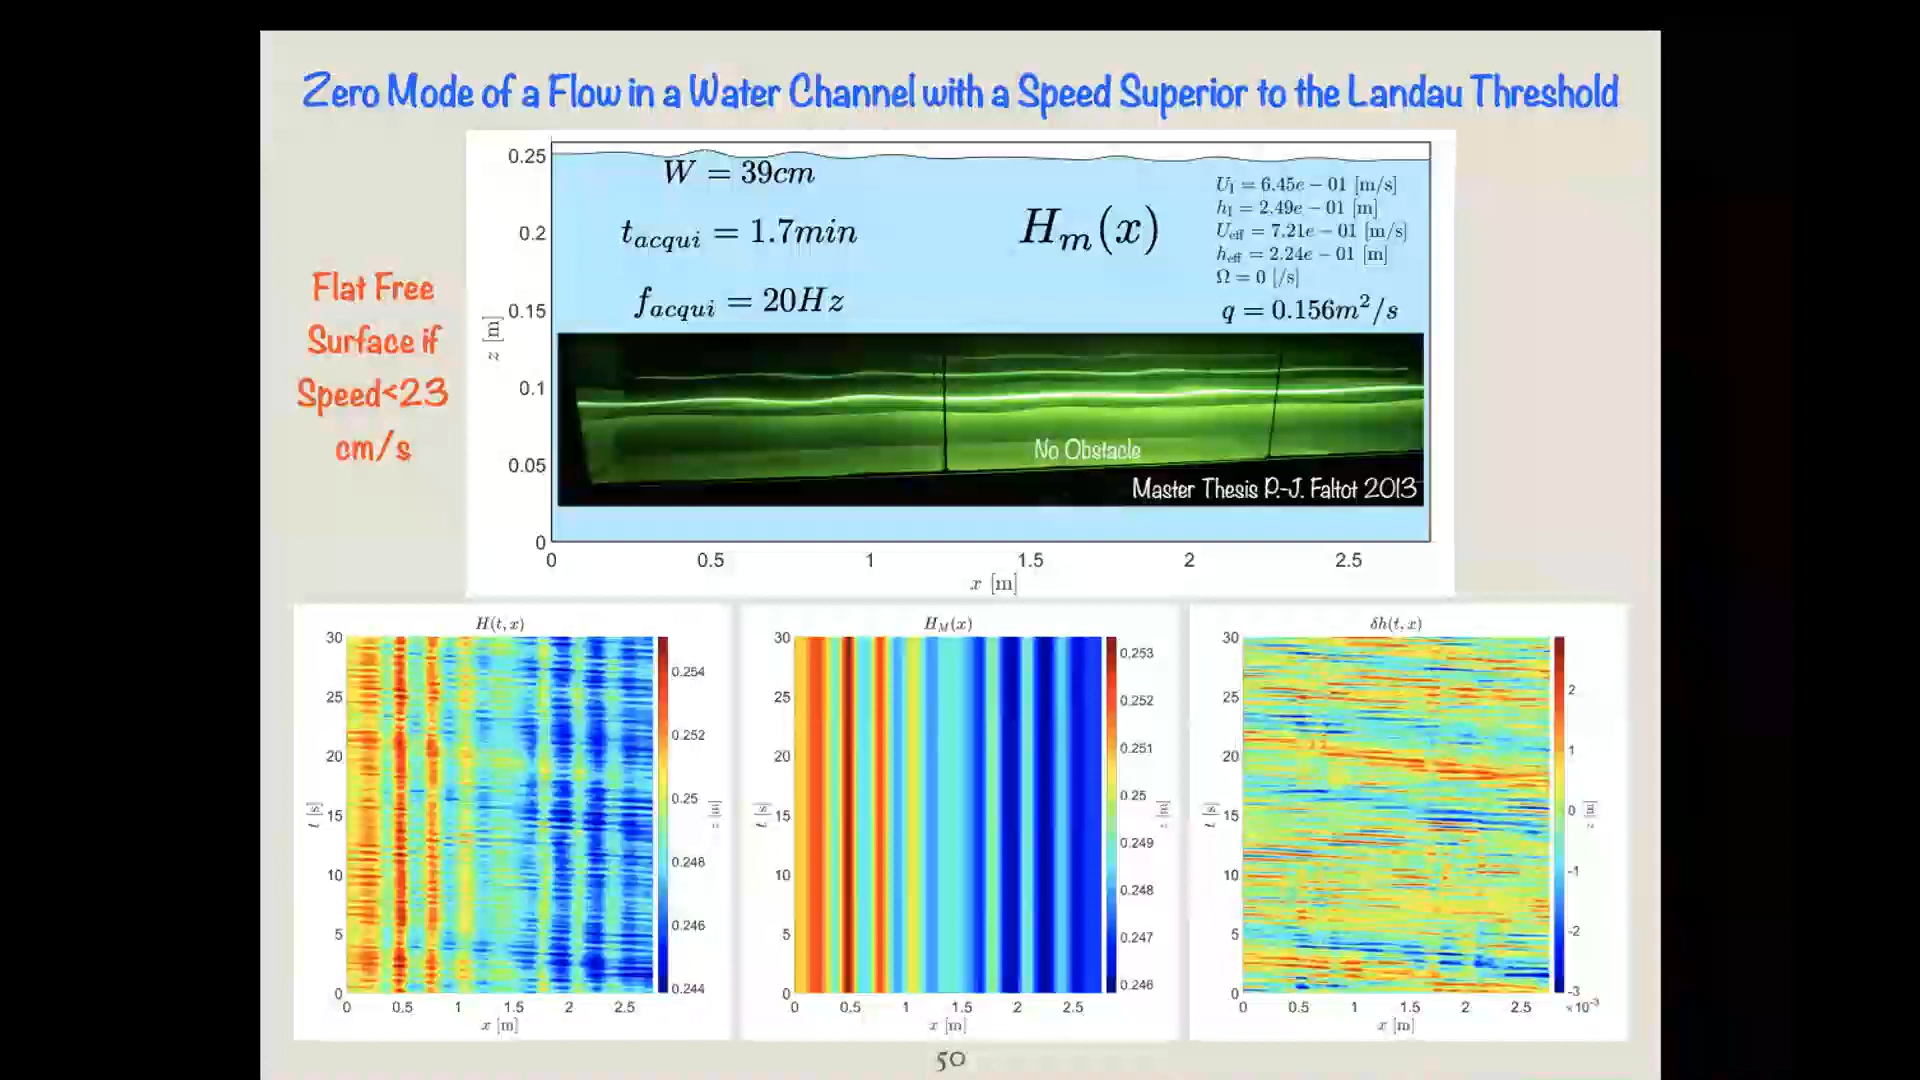 Zero Mode of a Flow in a Water Channel with a Speed Superior to the Landau Threshold
Flat Free
Surface if
Speed<23
cm/s
0.25
0.2
0.15
0.1
0.05
0
z [m]
W = 39cm
t_acqui = 1.7min
f_acqui = 20Hz
H_m(x)
U_I = 6.45e − 01 [m/s]
h_I = 2.49e − 01 [m]
U_eff = 7.21e − 01 [m/s]
h_eff = 2.24e − 01 [m]
Ω = 0 [/s]
q = 0.156m²/s
No Obstacle
Master Thesis P.-J. Faltot 2013
0 0.5 1 1.5 2 2.5
x [m]
H(t, x)
30
25
20
15
10
5
0
t [s]
0 0.5 1 1.5 2 2.5
x [m]
0.254
0.252
0.25
0.248
0.246
0.244
z [m]
H_M(x)
30
25
20
15
10
5
0
t [s]
0 0.5 1 1.5 2 2.5
x [m]
0.253
0.252
0.251
0.25
0.249
0.248
0.247
0.246
z [m]
δh(t, x)
30
25
20
15
10
5
0
t [s]
0 0.5 1 1.5 2 2.5
x [m]
2
1
0
-1
-2
-3
×10⁻³
z [m]
50